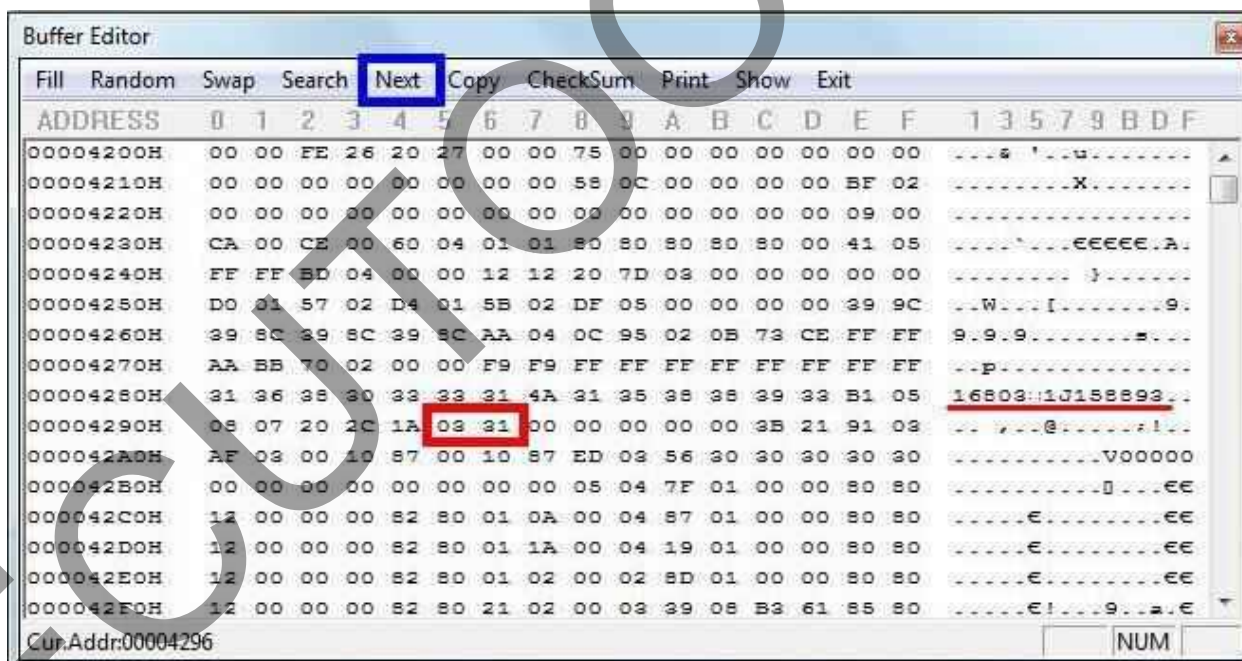 Buffer Editor
Fill Random Swap Search Next Copy CheckSum Print Show Exit
ADDRESS 0 1 2 3 4 5 6 7 8 9 A B C D E F 1 3 5 7 9 B D F
00004200H 00 00 FE 26 20 27 00 00 75 00 00 00 00 00 00 00 & ' u
00004210H 00 00 00 00 00 00 00 00 58 0C 00 00 00 00 BF 02 X
00004220H 00 00 00 00 00 00 00 00 00 00 00 00 00 00 09 00
00004230H CA 00 CE 00 60 04 01 01 80 80 80 80 80 00 41 05 ` €€€€€.A
00004240H FF FF BD 04 00 00 12 12 20 7D 03 00 00 00 00 00 }
00004250H D0 01 57 02 D4 01 5B 02 DF 05 00 00 00 00 39 9C W [ 9
00004260H 39 8C 39 8C 39 8C AA 04 0C 95 02 0B 73 CE FF FF 9.9.9 s
00004270H AA BB 70 02 00 00 F9 F9 FF FF FF FF FF FF FF FF p
00004280H 31 36 38 30 33 33 31 4A 31 35 38 38 39 33 B1 05 1J158893
00004290H 08 07 20 2C 1A 03 31 00 00 00 00 00 3B 21 91 03 , @ ; !
000042A0H AF 03 00 10 87 00 10 87 ED 03 56 30 30 30 30 30 V00000
000042B0H 00 00 00 00 00 00 00 00 00 05 04 7F 01 00 00 80 80 €€
000042C0H 12 00 00 00 82 80 01 0A 00 04 87 01 00 00 80 80 € €€
000042D0H 12 00 00 00 82 80 01 1A 00 04 19 01 00 00 80 80 € €€
000042E0H 12 00 00 00 82 80 01 02 00 02 8D 01 00 00 80 80 € €€
000042F0H 12 00 00 00 82 80 21 02 00 03 39 08 B3 61 85 80 €! 9 a.€
Cur.Addr:00004296 NUM